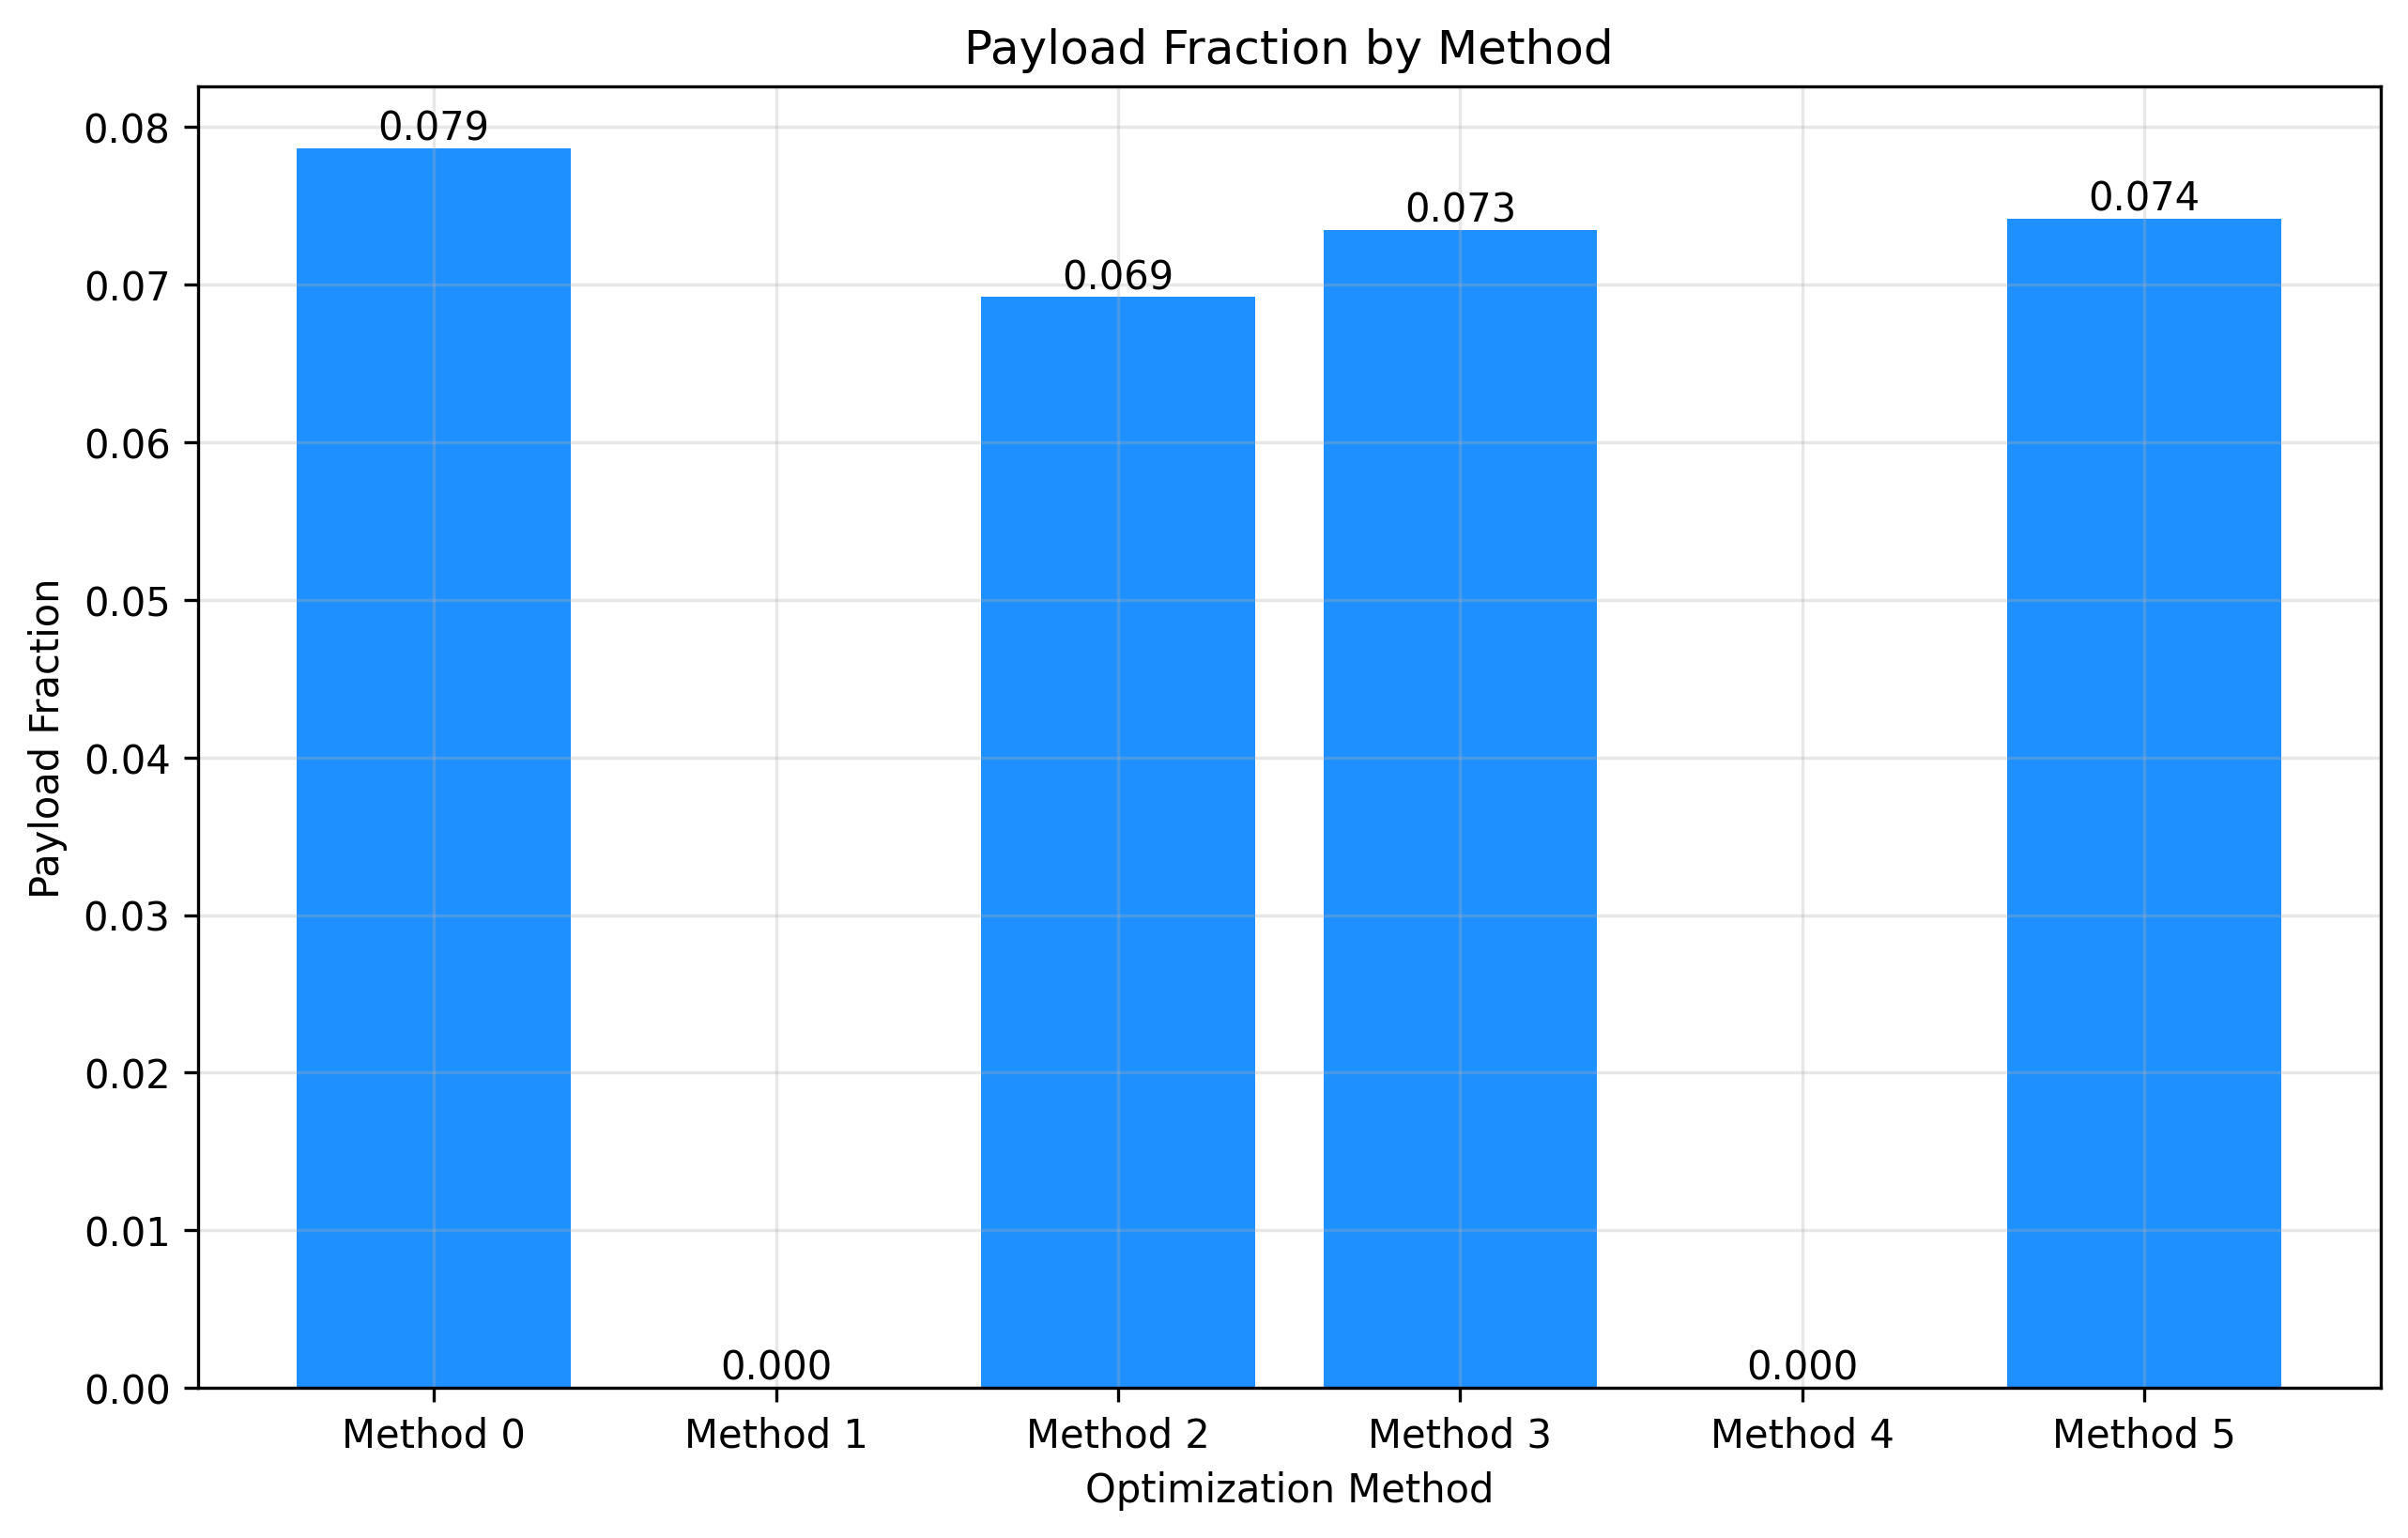 Payload Fraction by Method
Payload Fraction
0.08
0.07
0.06
0.05
0.04
0.03
0.02
0.01
0.00
0.079
0.000
0.069
0.073
0.000
0.074
Method 0
Method 1
Method 2
Method 3
Method 4
Method 5
Optimization Method